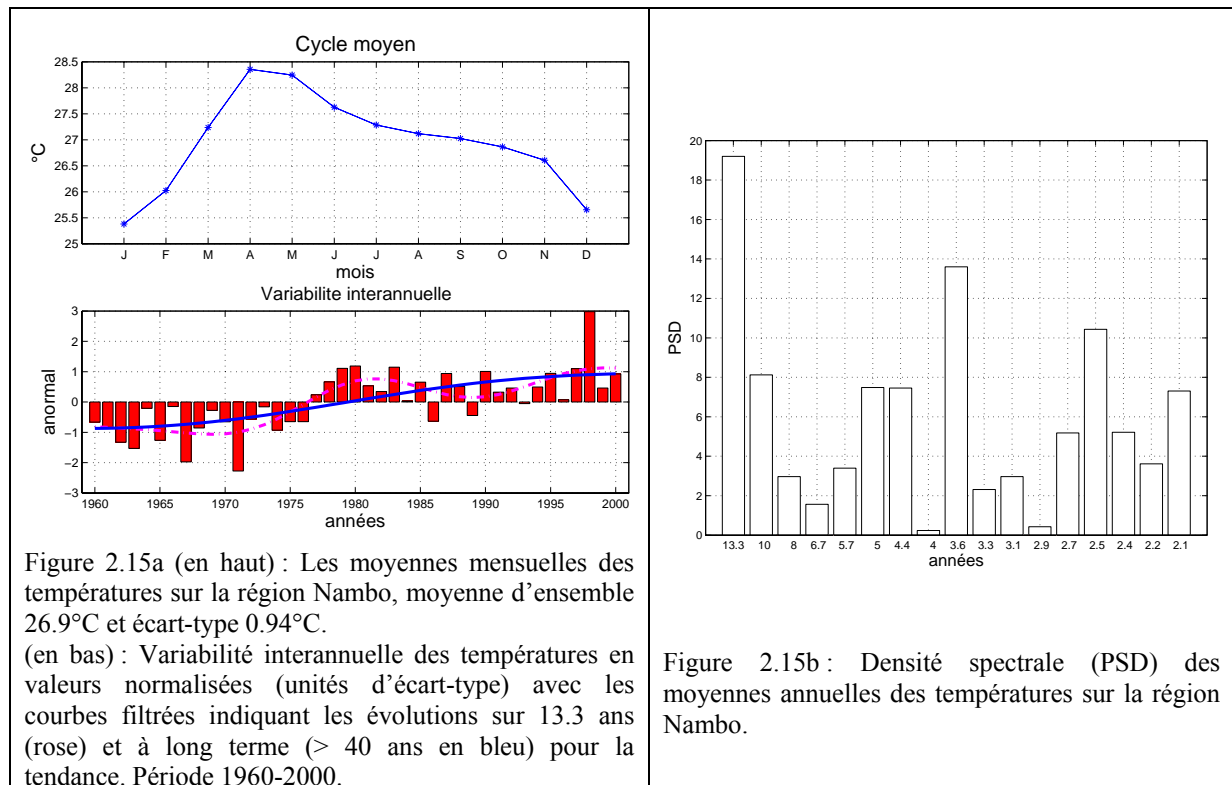 Cycle moyen
28.5
28
27.5
27
26.5
26
25.5
25
°C
J F M A M J J A S O N D
mois
Variabilite interannuelle
3
2
1
0
−1
−2
−3
anormal
1960 1965 1970 1975 1980 1985 1990 1995 2000
années
Figure 2.15a (en haut) : Les moyennes mensuelles des
températures sur la région Nambo, moyenne d’ensemble
26.9°C et écart-type 0.94°C.
(en bas) : Variabilité interannuelle des températures en
valeurs normalisées (unités d’écart-type) avec les
courbes filtrées indiquant les évolutions sur 13.3 ans
(rose) et à long terme (> 40 ans en bleu) pour la
tendance. Période 1960-2000.
20
18
16
14
12
10
8
6
4
2
0
PSD
13.3 10 8 6.7 5.7 5 4.4 4 3.6 3.3 3.1 2.9 2.7 2.5 2.4 2.2 2.1
années
Figure 2.15b : Densité spectrale (PSD) des
moyennes annuelles des températures sur la région
Nambo.